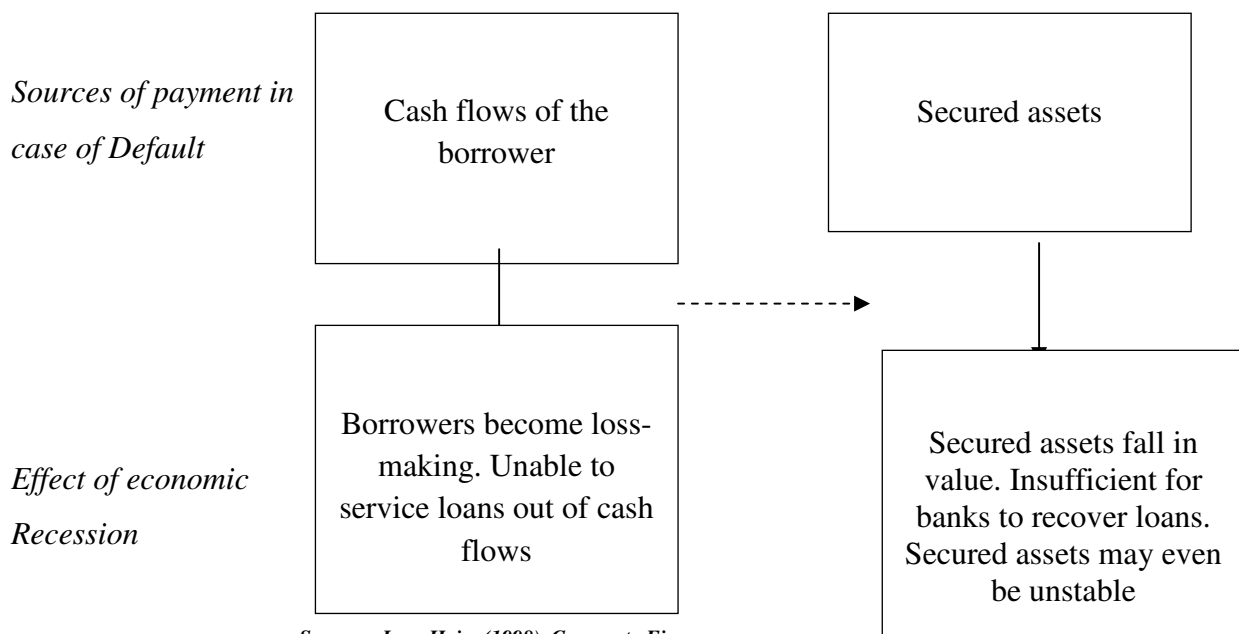 Sources of payment in
case of Default
Cash flows of the
borrower
Secured assets
Effect of economic
Recession
Borrowers become loss-
making. Unable to
service loans out of cash
flows
Secured assets fall in
value. Insufficient for
banks to recover loans.
Secured assets may even
be unstable
(1998)